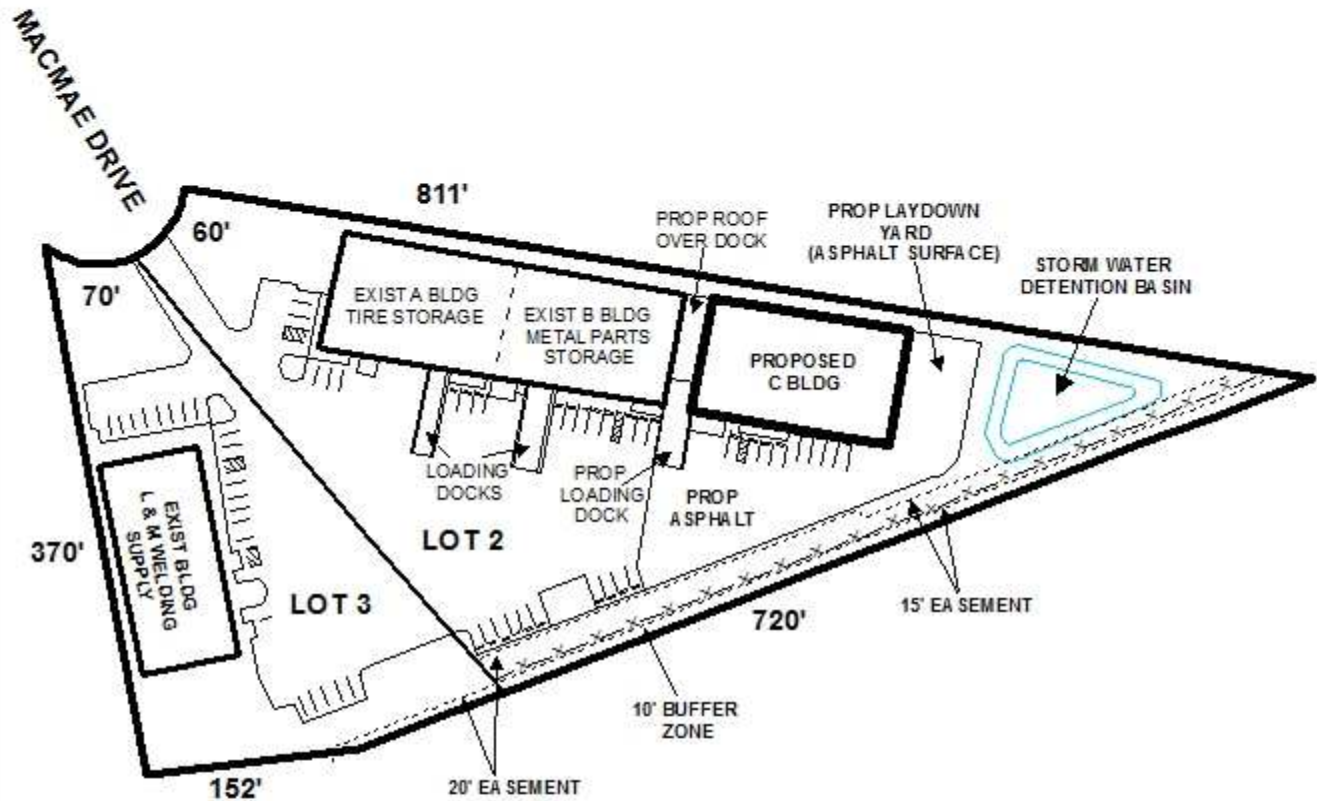 MACMAE DRIVE
811'
60'
70'
PROP ROOF
OVER DOCK
PROP LAYDOWN
YARD
(ASPHALT SURFACE)
STORM WATER
DETENTION BASIN
EXIST A BLDG
TIRE STORAGE
EXIST B BLDG
METAL PARTS
STORAGE
PROPOSED
C BLDG
LOADING
DOCKS
PROP
LOADING
DOCK
PROP
ASPHALT
LOT 2
EXIST BLDG
L & M WELDING
SUPPLY
370'
LOT 3
15' EASEMENT
720'
10' BUFFER
ZONE
152'
20' EASEMENT